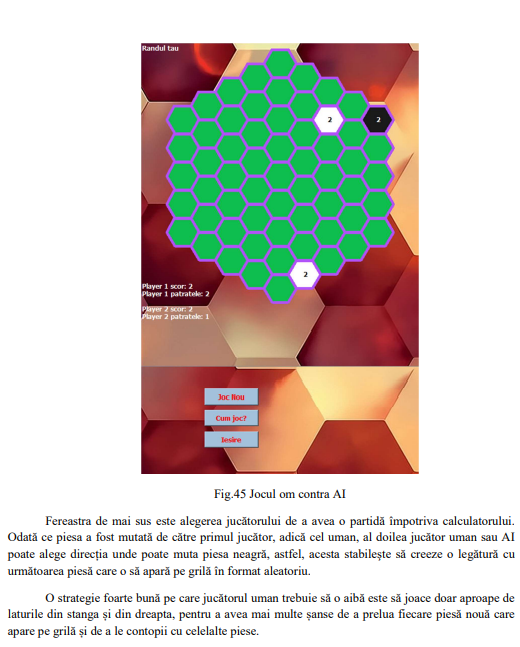 Randul tau
2
2
2
Player 1 scor: 2
Player 1 patratele: 2
Player 2 scor: 2
Player 2 patratele: 1
Joc Nou
Cum joc?
Iesire
Fig.45 Jocul om contra AI
Fereastra de mai sus este alegerea jucătorului de a avea o partidă împotriva calculatorului.
Odată ce piesa a fost mutată de către primul jucător, adică cel uman, al doilea jucător uman sau AI
poate alege direcția unde poate muta piesa neagră, astfel, acesta stabilește să creeze o legătură cu
următoarea piesă care o să apară pe grilă în format aleatoriu.
O strategie foarte bună pe care jucătorul uman trebuie să o aibă este să joace doar aproape de
laturile din stanga și din dreapta, pentru a avea mai multe șanse de a prelua fiecare piesă nouă care
apare pe grilă și de a le contopii cu celelalte piese.